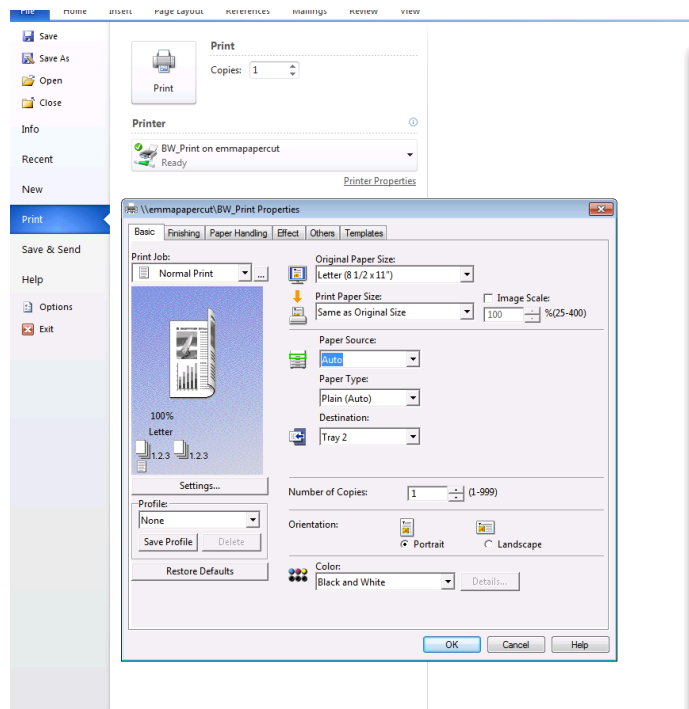 File Home Insert Page Layout References Mailings Review View
Save
Save As
Open
Close
Info
Recent
New
Print
Save & Send
Help
Options
Exit
Print
Print
Copies: 1
Printer
BW_Print on emmapapercut
Ready
Printer Properties
\\emmapapercut\BW_Print Properties
Basic Finishing Paper Handling Effect Others Templates
Print Job:
Normal Print ...
100%
Letter
1.2.3 1.2.3
Settings...
Profile:
None
Save Profile Delete
Restore Defaults
Original Paper Size:
Letter (8 1/2 x 11")
Print Paper Size:
Same as Original Size
Image Scale:
100 %(25-400)
Paper Source:
Auto
Paper Type:
Plain (Auto)
Destination:
Tray 2
Number of Copies: 1 (1-999)
Orientation:
Portrait Landscape
Color:
Black and White Details...
OK Cancel Help